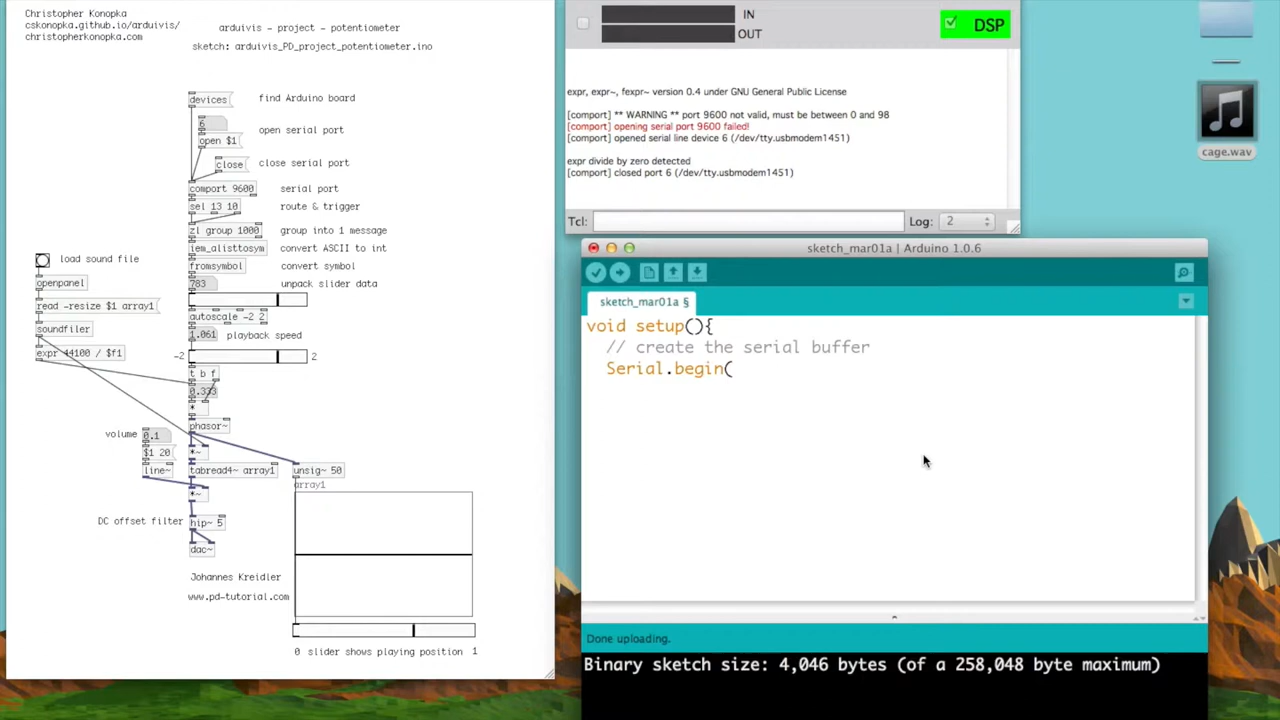 Christopher Konopka
cskonopka.github.io/arduivis/
christopherkonopka.com
arduivis - project - potentiometer
sketch: arduivis_PD_project_potentiometer.ino
devices
find Arduino board
6
open serial port
open $1
close
close serial port
comport 9600
serial port
sel 13 10
route & trigger
zl group 1000
group into 1 message
iem_alisttosym
convert ASCII to int
fromsymbol
convert symbol
783
unpack slider data
autoscale -2 2
1.061
playback speed
-2
2
t b f
0.333
*
phasor~
load sound file
openpanel
read -resize $1 array1
soundfiler
expr 44100 / $f1
volume
0.1
$1 20
line~
*~
tabread4~ array1
unsig~ 50
array1
*~
DC offset filter
hip~ 5
dac~
Johannes Kreidler
www.pd-tutorial.com
0 slider shows playing position 1
IN
OUT
DSP
expr, expr~, fexpr~ version 0.4 under GNU General Public License
[comport] ** WARNING ** port 9600 not valid, must be between 0 and 98
[comport] opening serial port 9600 failed!
[comport] opened serial line device 6 (/dev/tty.usbmodem1451)
expr divide by zero detected
[comport] closed port 6 (/dev/tty.usbmodem1451)
Tcl:
Log: 2
cage.wav
sketch_mar01a | Arduino 1.0.6
sketch_mar01a §
void setup(){
// create the serial buffer
Serial.begin(
Done uploading.
Binary sketch size: 4,046 bytes (of a 258,048 byte maximum)